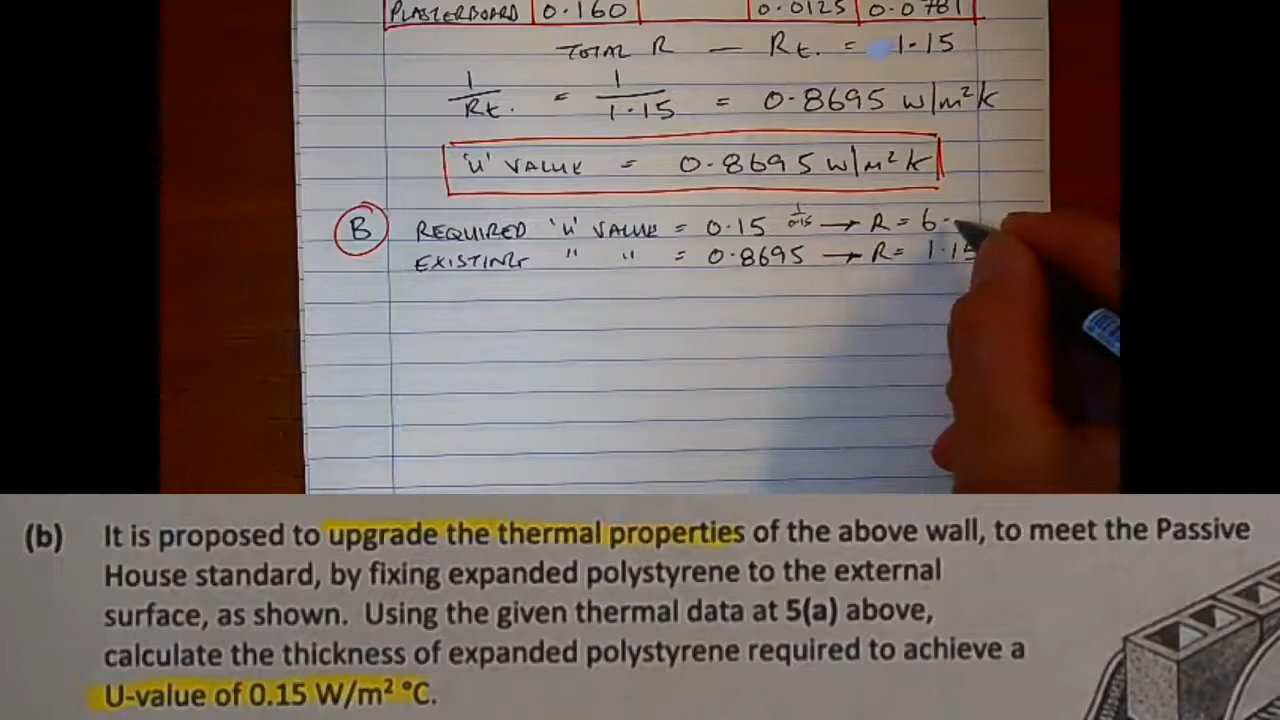 PLASTERBOARD 0.160 0.0125 0.0781
TOTAL R — Rt. = 1.15
1/Rt. = 1/1.15 = 0.8695 w/m²k
'U' VALUE = 0.8695 w/m²k
B REQUIRED 'U' VALUE = 0.15 1/0.15 → R = 6.
EXISTING " " = 0.8695 → R = 1.15
(b) It is proposed to upgrade the thermal properties of the above wall, to meet the Passive
House standard, by fixing expanded polystyrene to the external
surface, as shown. Using the given thermal data at 5(a) above,
calculate the thickness of expanded polystyrene required to achieve a
U-value of 0.15 W/m² °C.